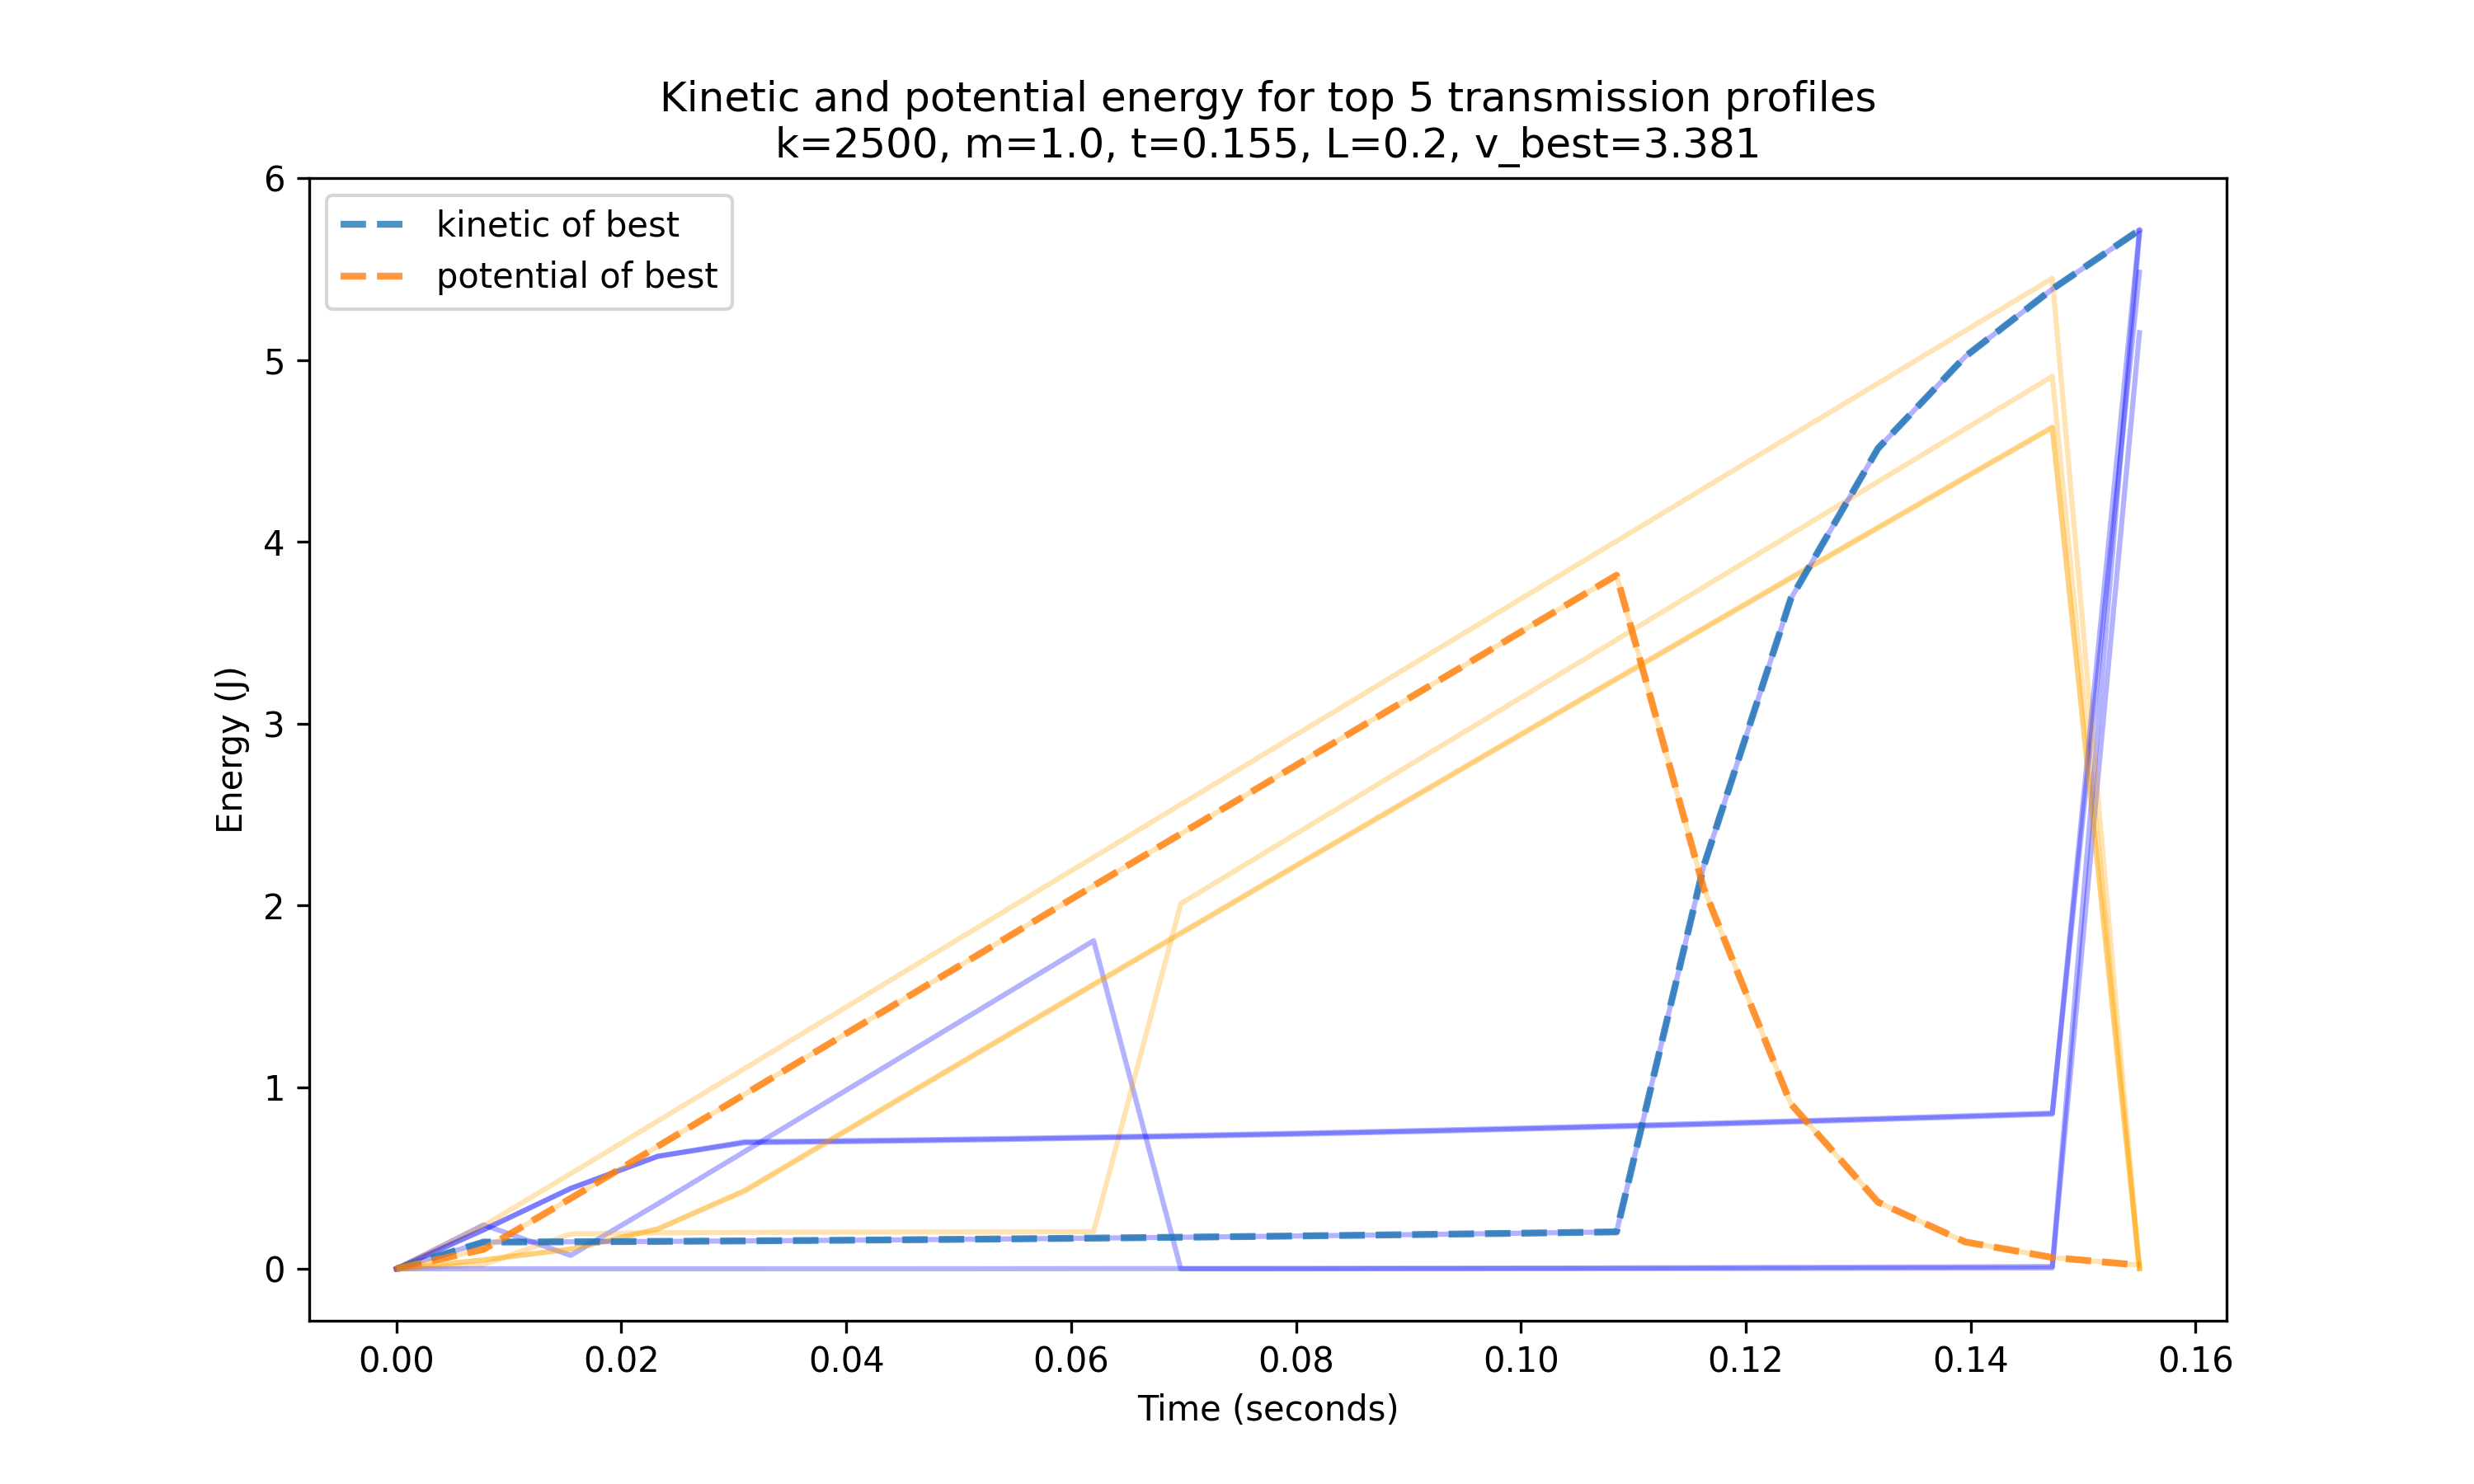 Kinetic and potential energy for top 5 transmission profiles
k=2500, m=1.0, t=0.155, L=0.2, v_best=3.381
kinetic of best
potential of best
Energy (J)
6
5
4
3
2
1
0
0.00 0.02 0.04 0.06 0.08 0.10 0.12 0.14 0.16
Time (seconds)